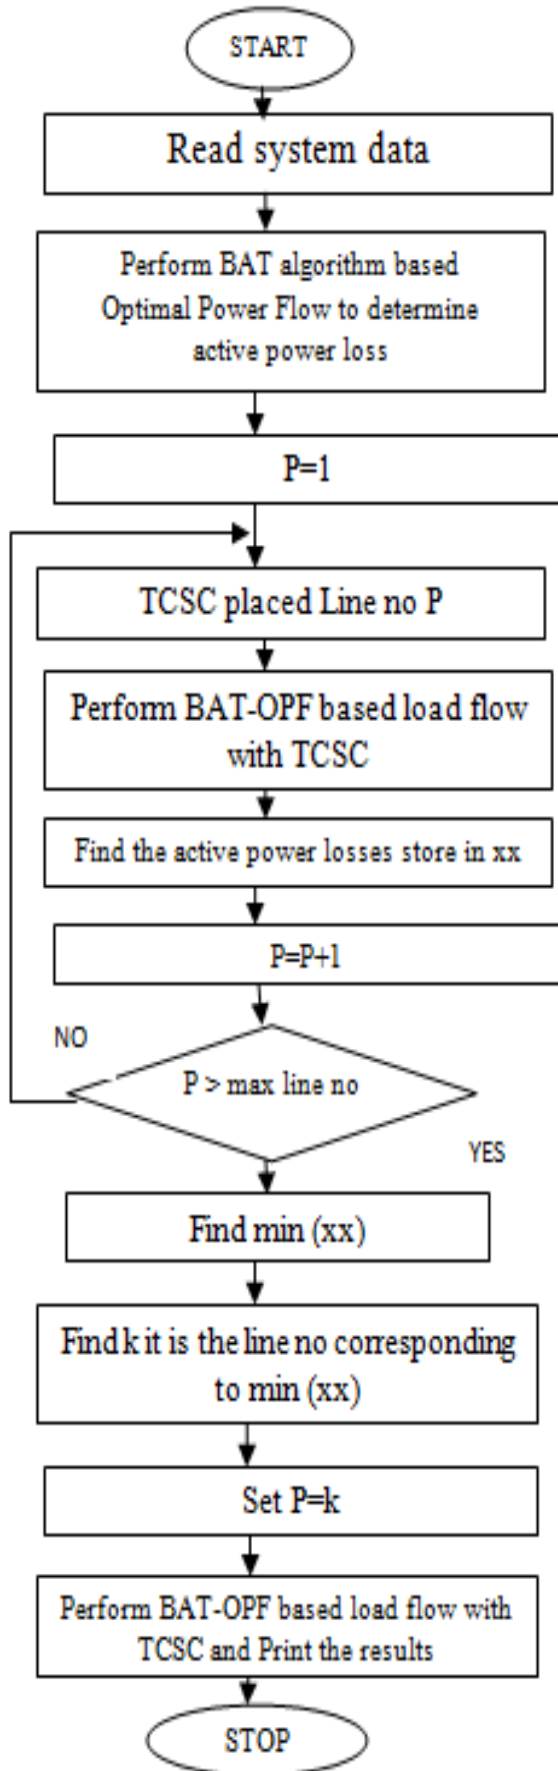 START
Read system data
Perform BAT algorithm based
Optimal Power Flow to determine
active power loss
P=1
TCSC placed Line no P
Perform BAT-OPF based load flow
with TCSC
Find the active power losses store in xx
P=P+1
NO
P > max line no
YES
Find min (xx)
Find k it is the line no corresponding
to min (xx)
Set P=k
Perform BAT-OPF based load flow with
TCSC and Print the results
STOP